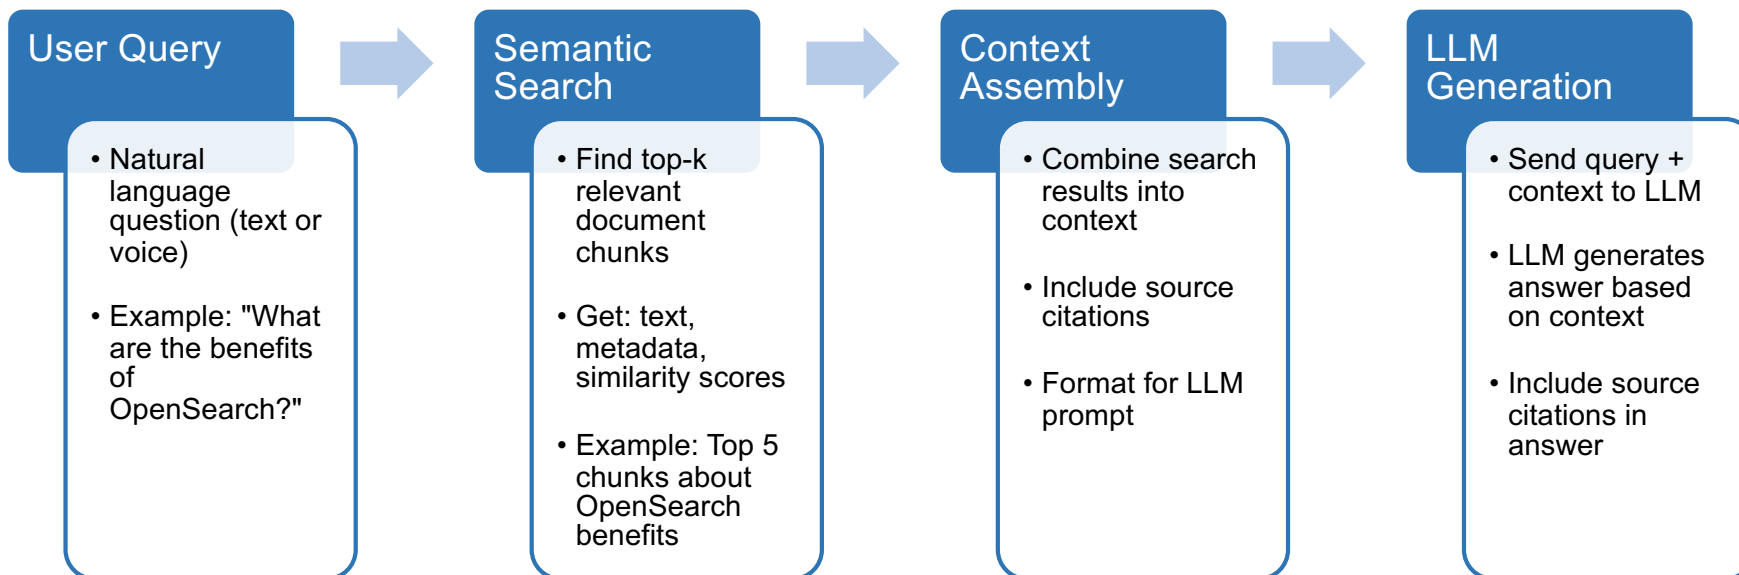 User Query
• Natural
language
question (text or
voice)
• Example: "What
are the benefits
of
OpenSearch?"
Semantic
Search
• Find top-k
relevant
document
chunks
• Get: text,
metadata,
similarity scores
• Example: Top 5
chunks about
OpenSearch
benefits
Context
Assembly
• Combine search
results into
context
• Include source
citations
• Format for LLM
prompt
LLM
Generation
• Send query +
context to LLM
• LLM generates
answer based
on context
• Include source
citations in
answer